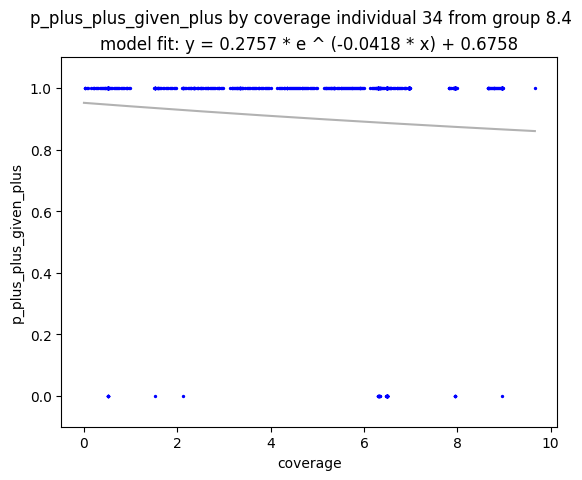 p_plus_plus_given_plus by coverage individual 34 from group 8.4
model fit: y = 0.2757 * e ^ (-0.0418 * x) + 0.6758
p_plus_plus_given_plus
1.0
0.8
0.6
0.4
0.2
0.0
0 2 4 6 8 10
coverage